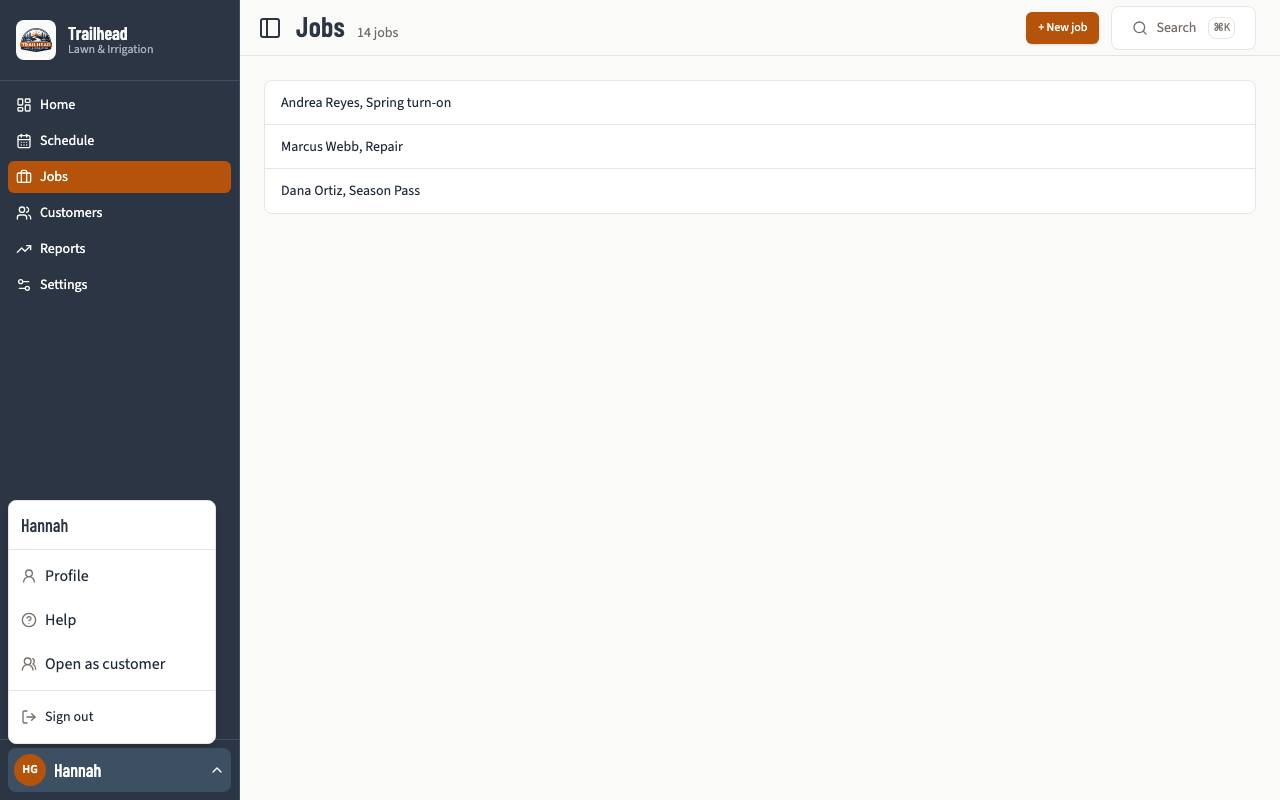 TRAILHEAD
Trailhead
Lawn & Irrigation
Home
Schedule
Jobs
Customers
Reports
Settings
Hannah
Profile
Help
Open as customer
Sign out
HG
Hannah
Jobs
14 jobs
+ New job
Search
⌘K
Andrea Reyes, Spring turn-on
Marcus Webb, Repair
Dana Ortiz, Season Pass